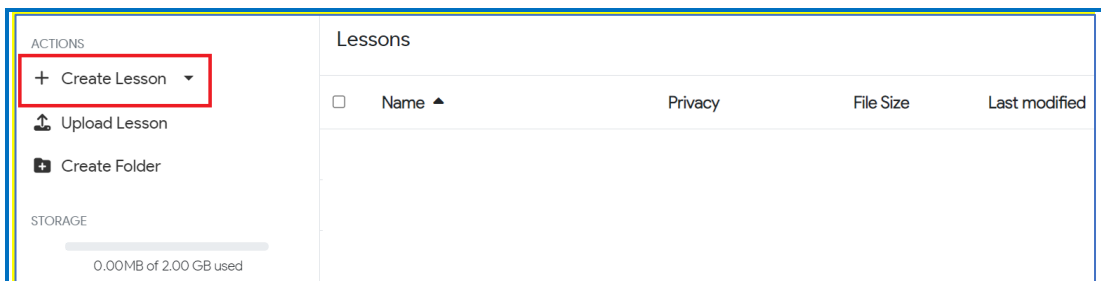 ACTIONS
+ Create Lesson
Upload Lesson
Create Folder
STORAGE
0.00MB of 2.00 GB used
Lessons
Name Privacy File Size Last modified